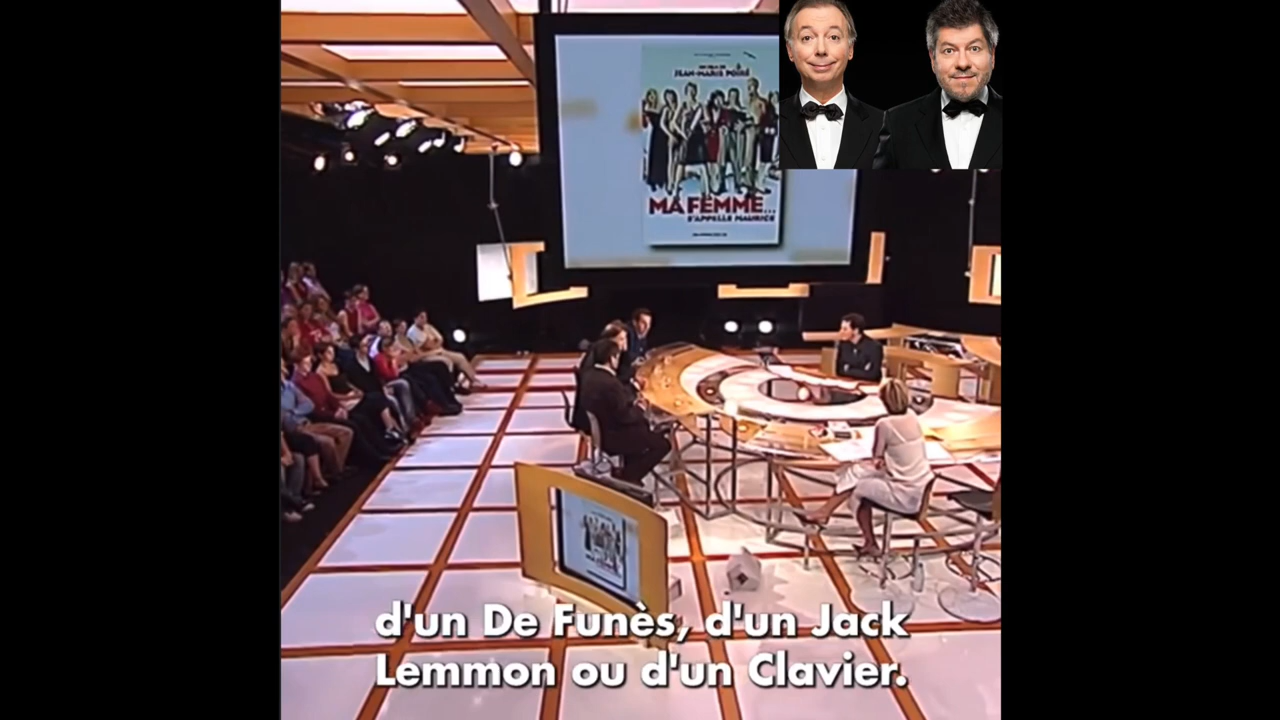 JEAN-MARIE POIRÉ
MA FEMME...
S'APPELLE MAURICE
d'un De Funès, d'un Jack
Lemmon ou d'un Clavier.